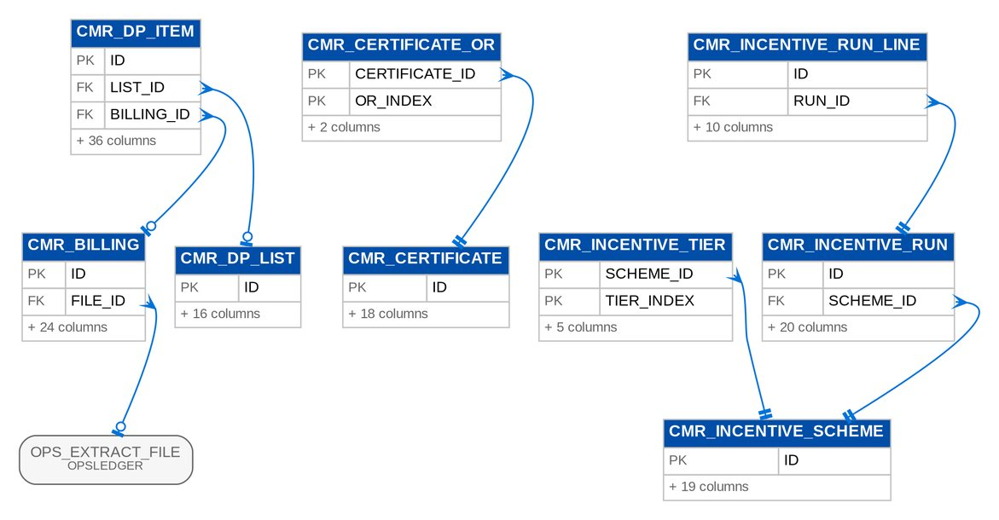 CMR_DP_ITEM
PK ID
FK LIST_ID
FK BILLING_ID
+ 36 columns
CMR_CERTIFICATE_OR
PK CERTIFICATE_ID
PK OR_INDEX
+ 2 columns
CMR_INCENTIVE_RUN_LINE
PK ID
FK RUN_ID
+ 10 columns
CMR_BILLING
PK ID
FK FILE_ID
+ 24 columns
CMR_DP_LIST
PK ID
+ 16 columns
CMR_CERTIFICATE
PK ID
+ 18 columns
CMR_INCENTIVE_TIER
PK SCHEME_ID
PK TIER_INDEX
+ 5 columns
CMR_INCENTIVE_RUN
PK ID
FK SCHEME_ID
+ 20 columns
OPS_EXTRACT_FILE
OPSLEDGER
CMR_INCENTIVE_SCHEME
PK ID
+ 19 columns